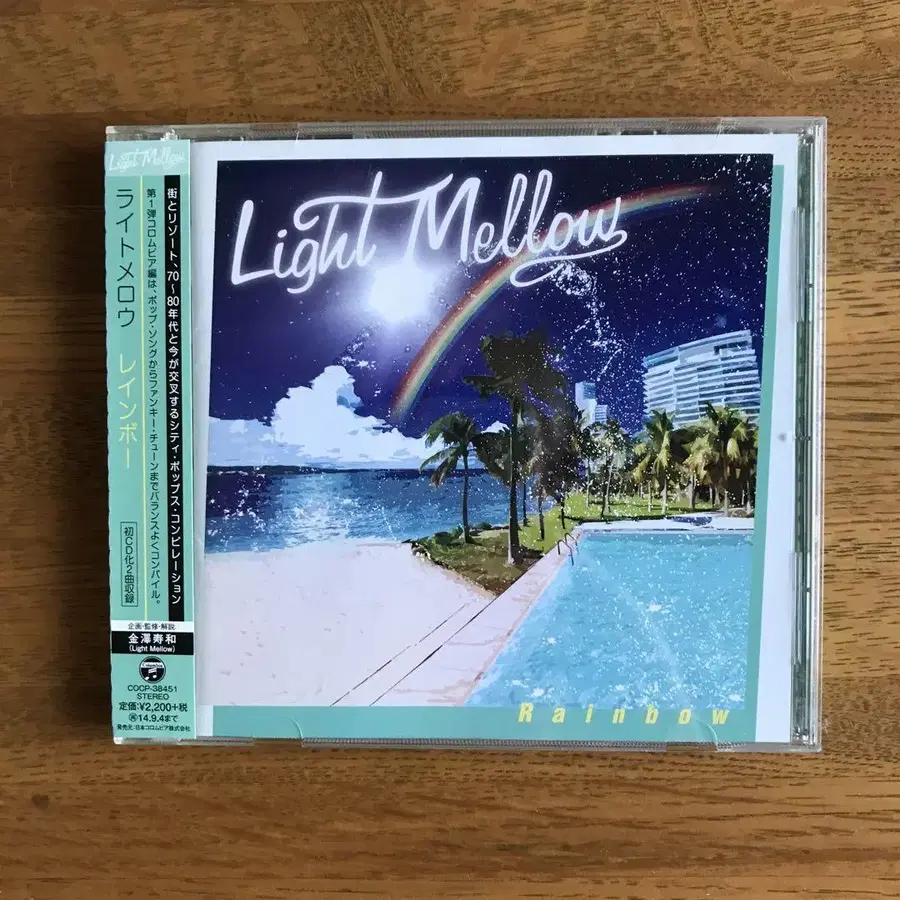 Light Mellow
ライトメロウ レインボー
街とリゾート、70〜80年代と今が交叉するシティ・ポップス・コンピレーション
第1弾コロムビア編は、ポップ・ソングからファンキー・チューンまでバランスよくコンパイル。
初CD化2曲収録
企画・監修・解説
金澤寿和
(Light Mellow)
Columbia
COCP-38451
STEREO
定価:¥2,200+税
14.9.4まで
発売元:日本コロムビア株式会社
Light Mellow
Rainbow